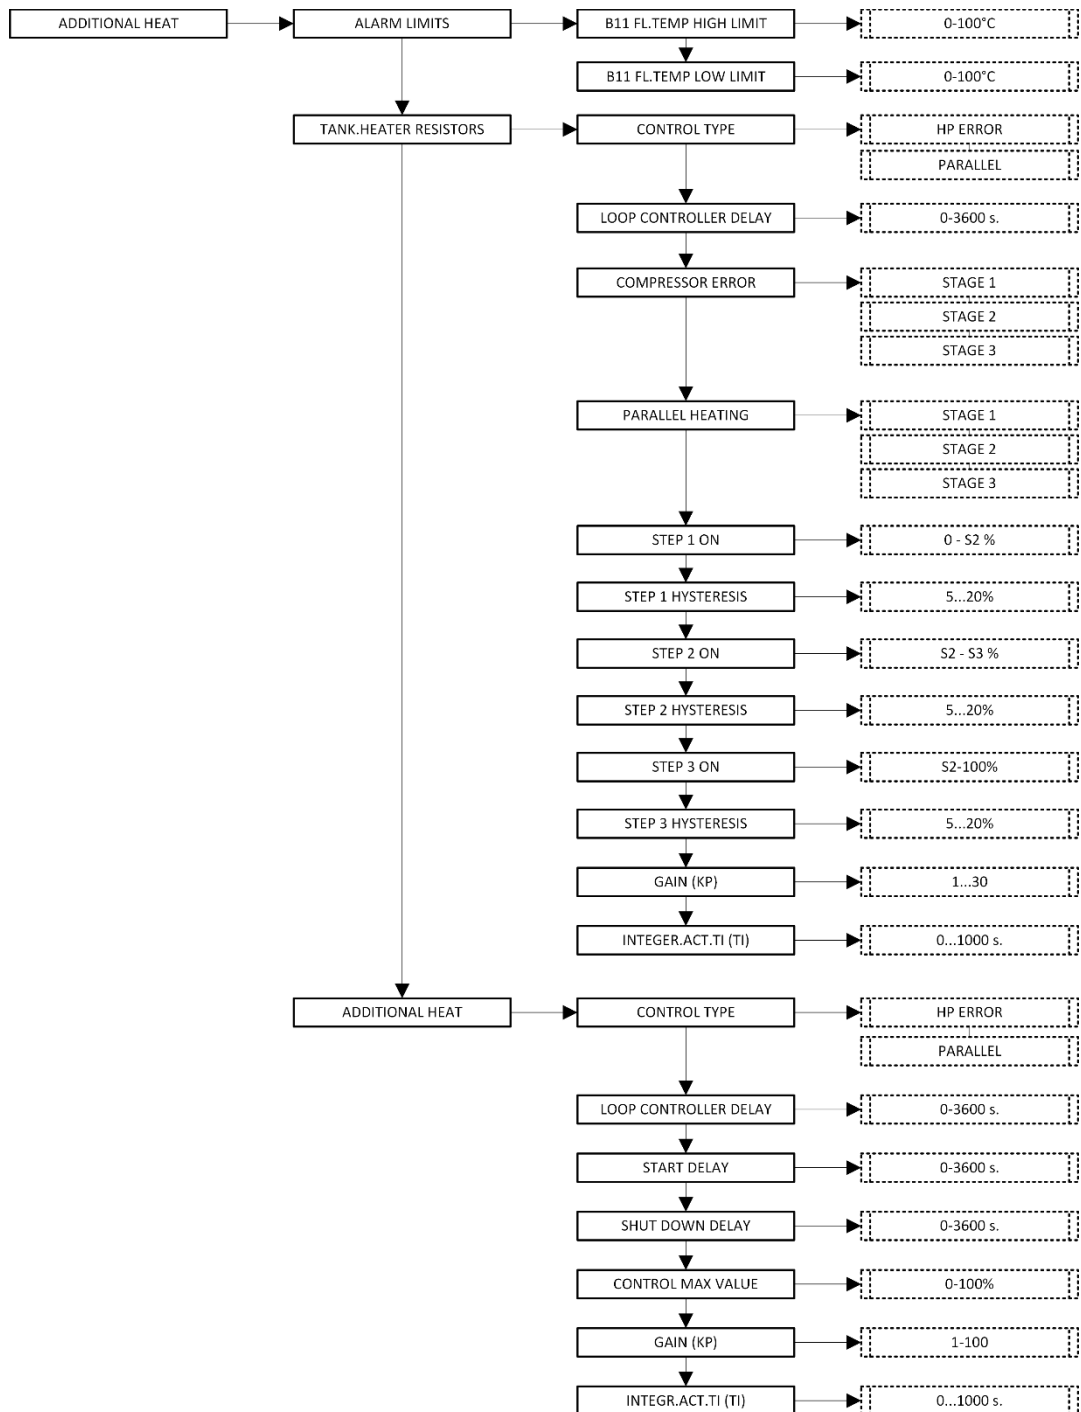 ADDITIONAL HEAT
ALARM LIMITS
B11 FL.TEMP HIGH LIMIT
0-100°C
B11 FL.TEMP LOW LIMIT
0-100°C
TANK.HEATER RESISTORS
CONTROL TYPE
HP ERROR
PARALLEL
LOOP CONTROLLER DELAY
0-3600 s.
COMPRESSOR ERROR
STAGE 1
STAGE 2
STAGE 3
PARALLEL HEATING
STAGE 1
STAGE 2
STAGE 3
STEP 1 ON
0 - S2 %
STEP 1 HYSTERESIS
5...20%
STEP 2 ON
S2 - S3 %
STEP 2 HYSTERESIS
5...20%
STEP 3 ON
S2-100%
STEP 3 HYSTERESIS
5...20%
GAIN (KP)
1...30
INTEGER.ACT.TI (TI)
0...1000 s.
ADDITIONAL HEAT
CONTROL TYPE
HP ERROR
PARALLEL
LOOP CONTROLLER DELAY
0-3600 s.
START DELAY
0-3600 s.
SHUT DOWN DELAY
0-3600 s.
CONTROL MAX VALUE
0-100%
GAIN (KP)
1-100
INTEGR.ACT.TI (TI)
0...1000 s.